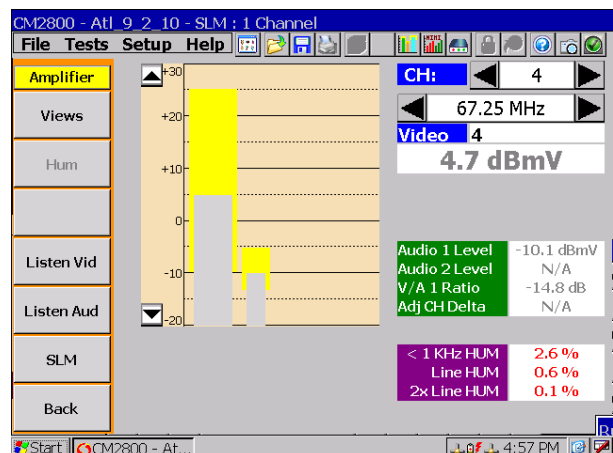 CM2800 - Atl_9_2_10 - SLM : 1 Channel
File Tests Setup Help
Amplifier
Views
Hum
Listen Vid
Listen Aud
SLM
Back
+30
+20
+10
0
-10
-20
CH: 4
67.25 MHz
Video 4
4.7 dBmV
Audio 1 Level -10.1 dBmV
Audio 2 Level N/A
V/A 1 Ratio -14.8 dB
Adj CH Delta N/A
< 1 KHz HUM 2.6 %
Line HUM 0.6 %
2x Line HUM 0.1 %
Start CM2800 - At... 4:57 PM